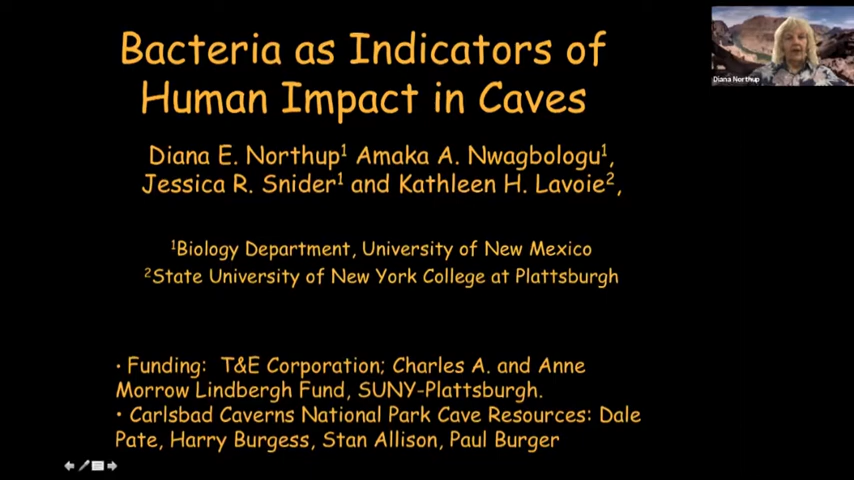 Bacteria as Indicators of
Human Impact in Caves
Diana E. Northup¹ Amaka A. Nwagbologu¹,
Jessica R. Snider¹ and Kathleen H. Lavoie²,
¹Biology Department, University of New Mexico
²State University of New York College at Plattsburgh
• Funding: T&E Corporation; Charles A. and Anne
Morrow Lindbergh Fund, SUNY-Plattsburgh.
• Carlsbad Caverns National Park Cave Resources: Dale
Pate, Harry Burgess, Stan Allison, Paul Burger
Diana Northup